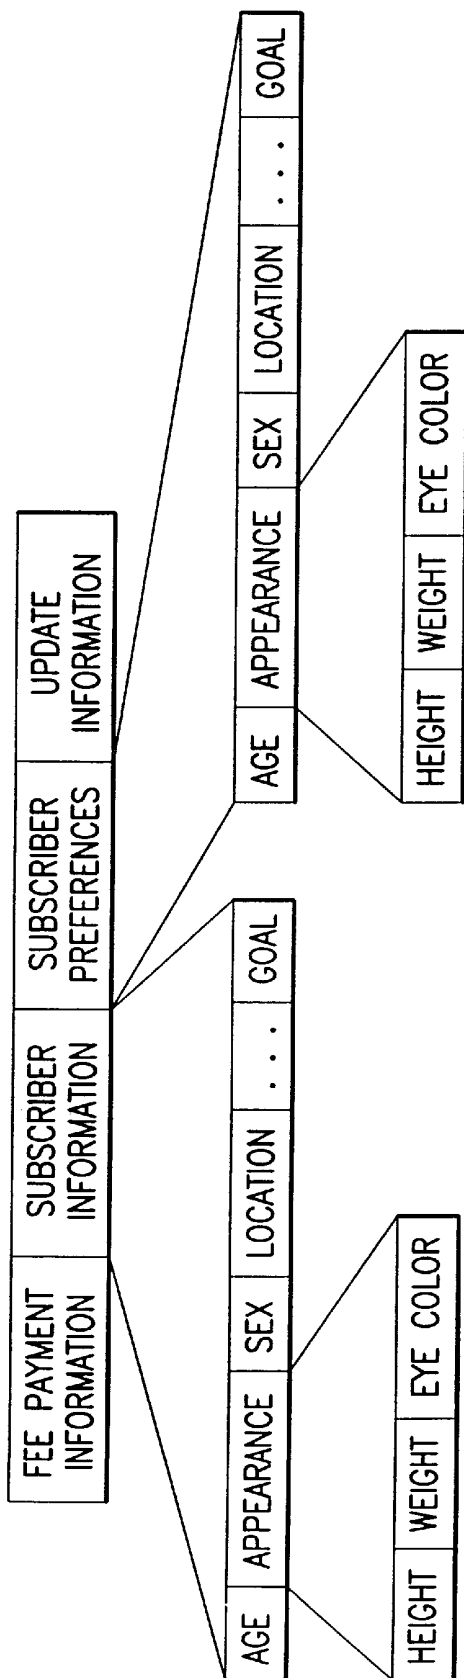 FEE PAYMENT
INFORMATION
SUBSCRIBER
INFORMATION
SUBSCRIBER
PREFERENCES
UPDATE
INFORMATION
AGE
APPEARANCE
SEX
LOCATION
. . .
GOAL
AGE
APPEARANCE
SEX
LOCATION
. . .
GOAL
HEIGHT
WEIGHT
EYE COLOR
HEIGHT
WEIGHT
EYE COLOR